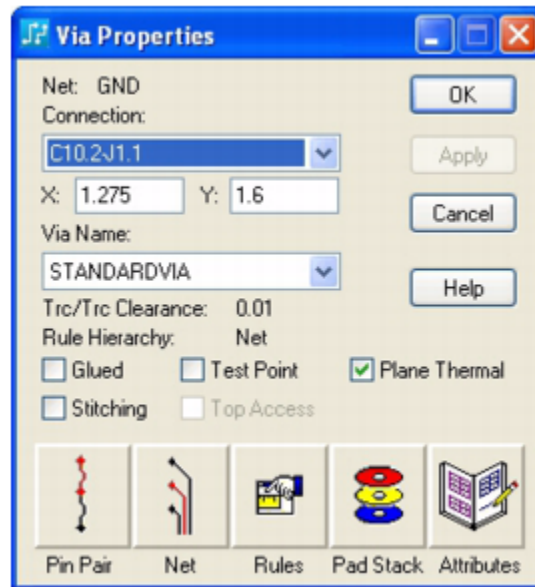 Via Properties
Net: GND
OK
Connection:
C10.2-J1.1
Apply
X: 1.275 Y: 1.6
Cancel
Via Name:
STANDARDVIA
Help
Trc/Trc Clearance: 0.01
Rule Hierarchy: Net
Glued Test Point Plane Thermal
Stitching Top Access
Pin Pair Net Rules Pad Stack Attributes